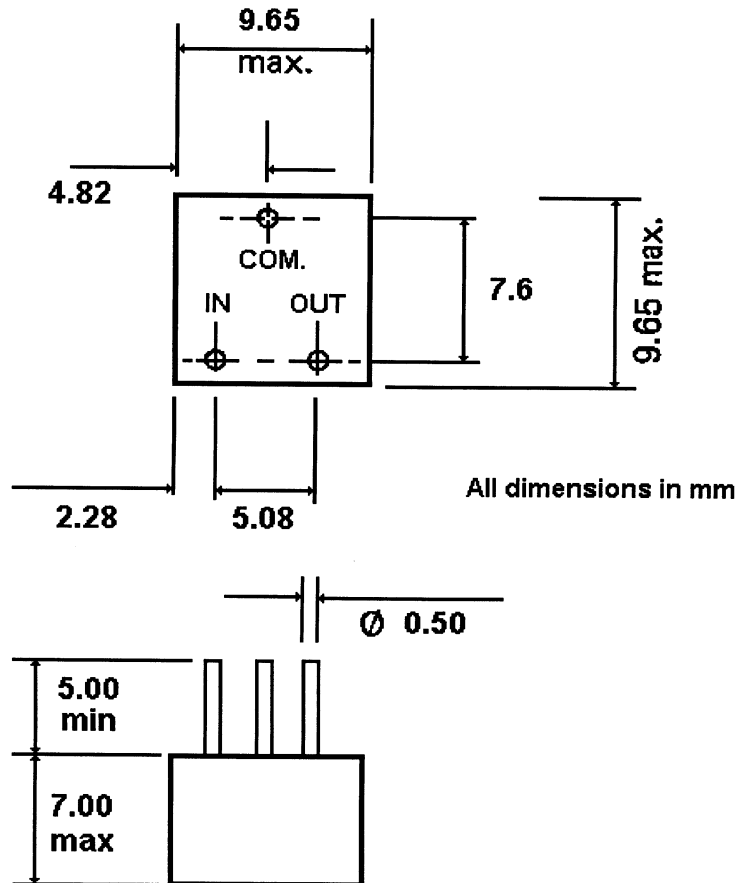 9.65
max.
4.82
COM.
IN OUT
7.6
9.65 max.
2.28
5.08
All dimensions in mm
Ø 0.50
5.00
min
7.00
max